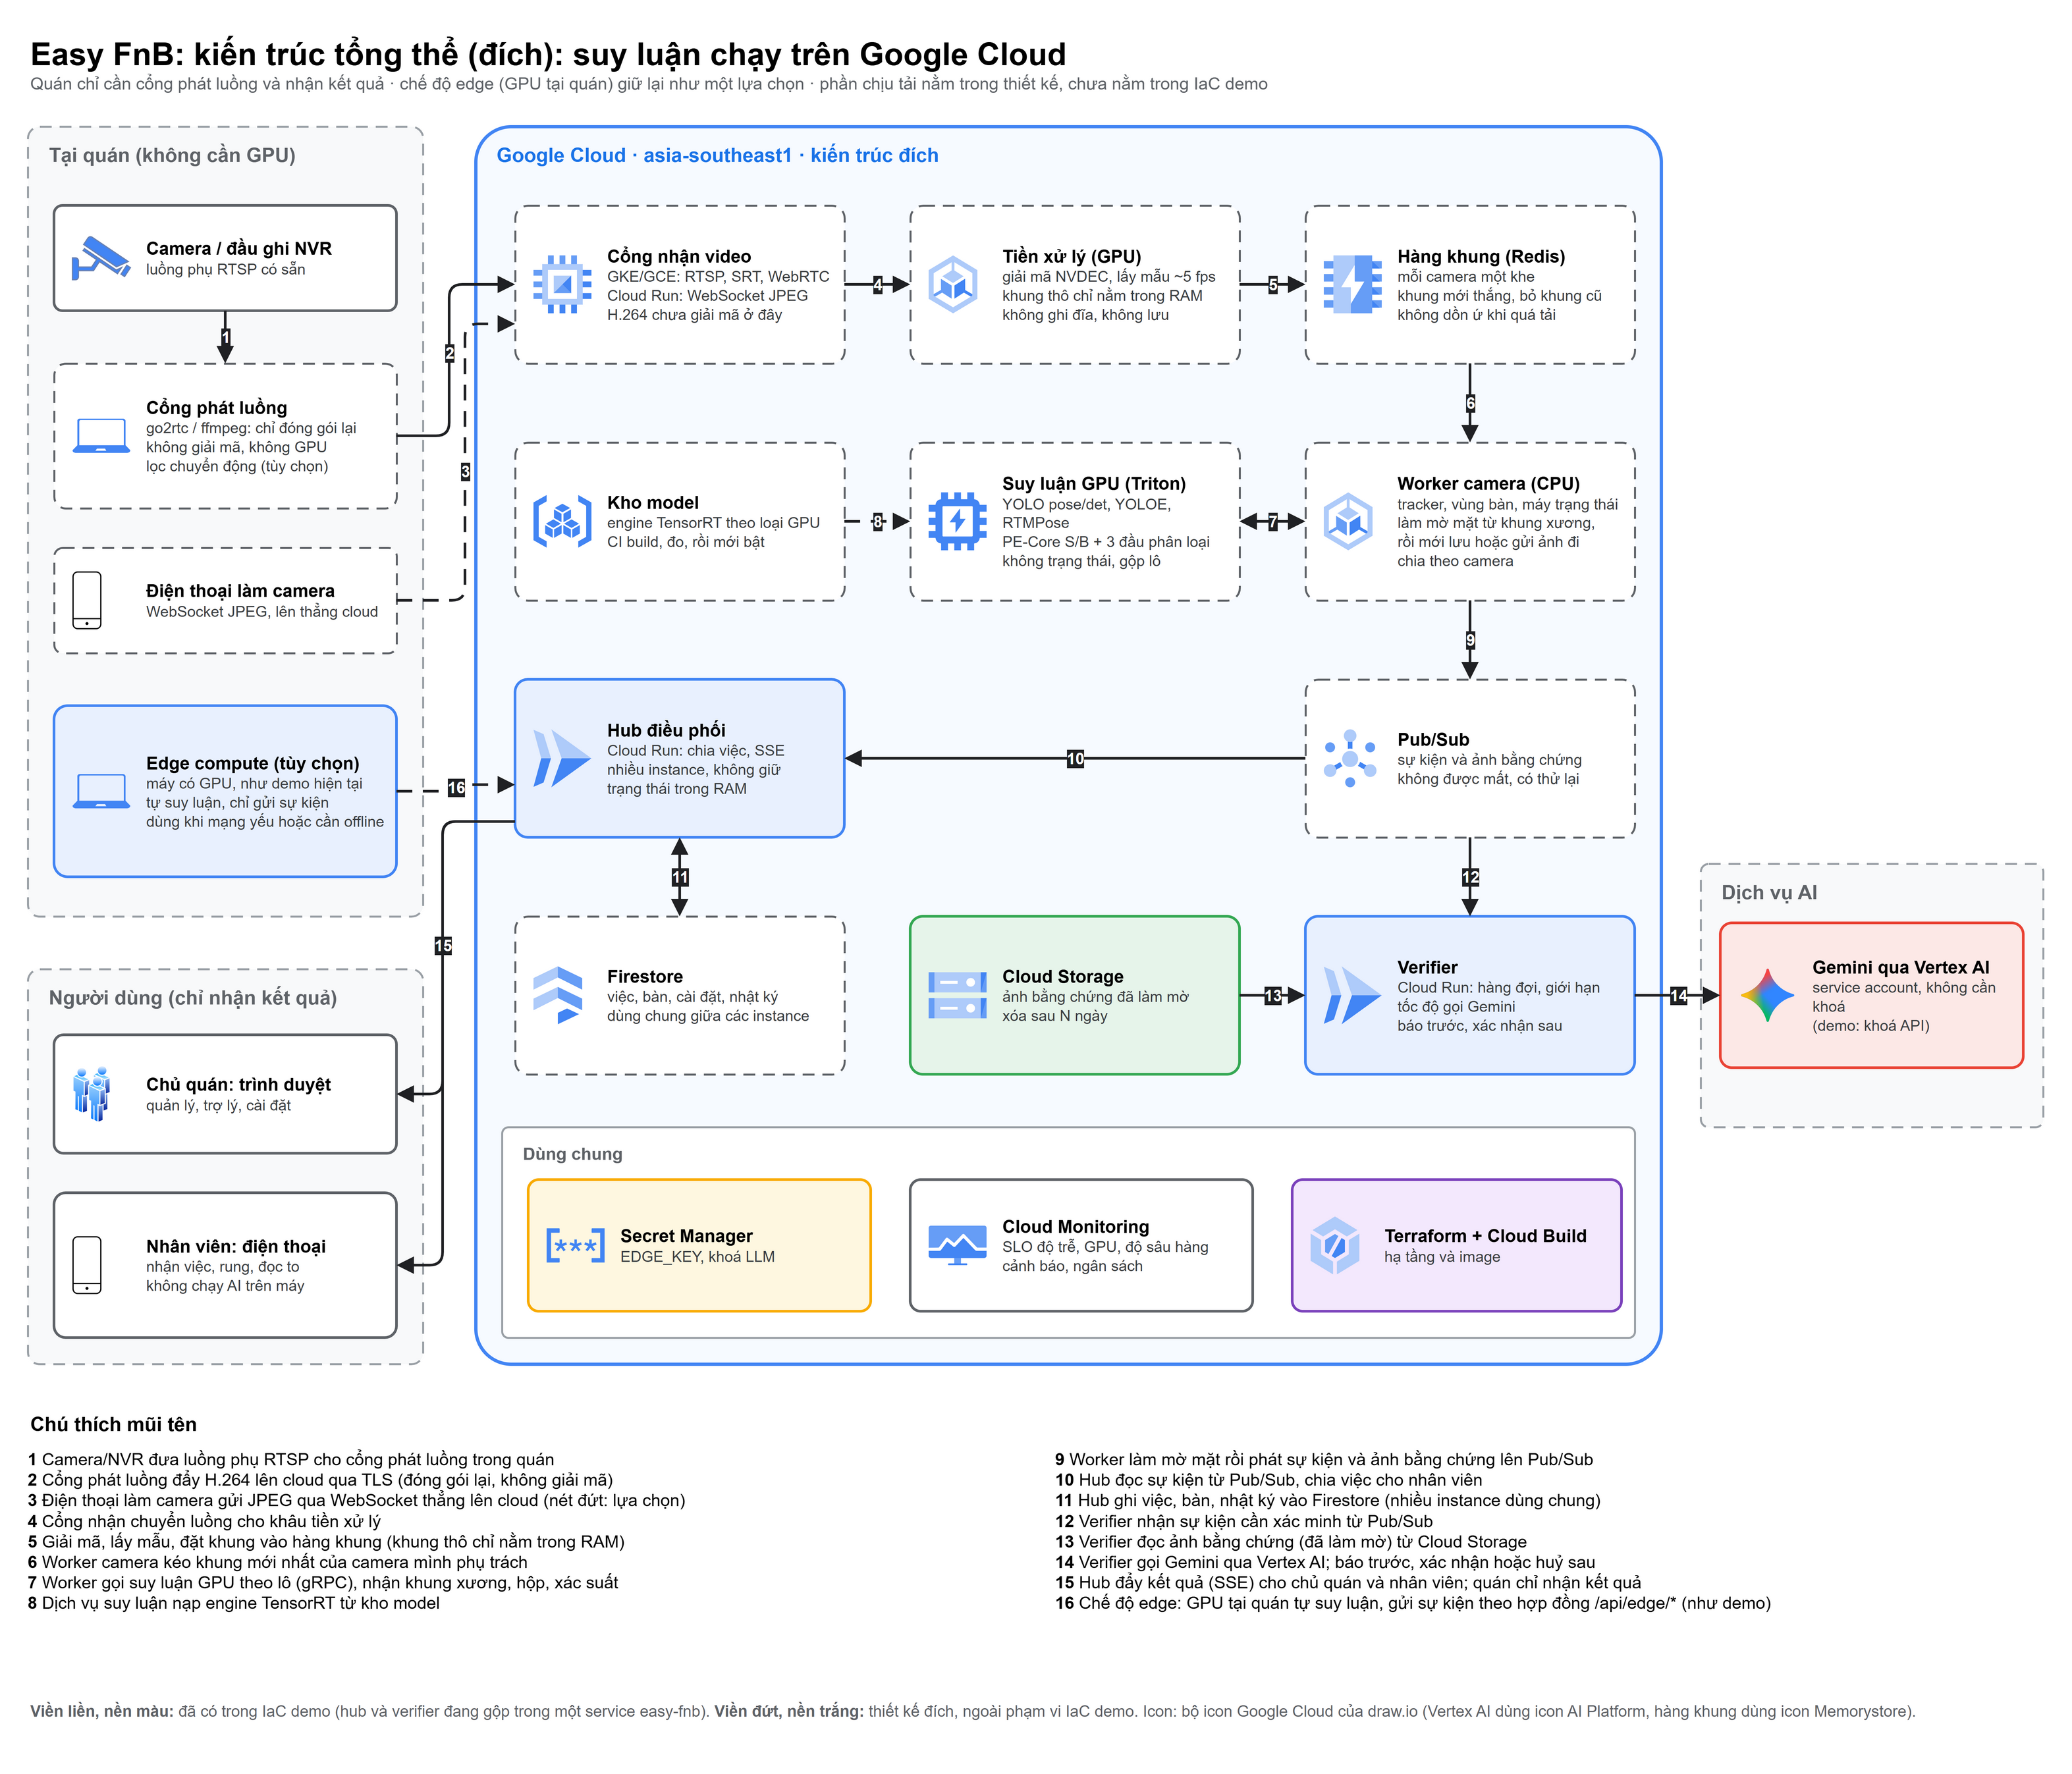 Easy FnB: kiến trúc tổng thể (đích): suy luận chạy trên Google Cloud
Quán chỉ cần cổng phát luồng và nhận kết quả · chế độ edge (GPU tại quán) giữ lại như một lựa chọn · phần chịu tải nằm trong thiết kế, chưa nằm trong IaC demo
Tại quán (không cần GPU)
Camera / đầu ghi NVR
luồng phụ RTSP có sẵn
1
Cổng phát luồng
go2rtc / ffmpeg: chỉ đóng gói lại
không giải mã, không GPU
lọc chuyển động (tùy chọn)
2
Điện thoại làm camera
WebSocket JPEG, lên thẳng cloud
3
Edge compute (tùy chọn)
máy có GPU, như demo hiện tại
tự suy luận, chỉ gửi sự kiện
dùng khi mạng yếu hoặc cần offline
16
Người dùng (chỉ nhận kết quả)
Chủ quán: trình duyệt
quản lý, trợ lý, cài đặt
Nhân viên: điện thoại
nhận việc, rung, đọc to
không chạy AI trên máy
15
Google Cloud · asia-southeast1 · kiến trúc đích
Cổng nhận video
GKE/GCE: RTSP, SRT, WebRTC
Cloud Run: WebSocket JPEG
H.264 chưa giải mã ở đây
4
Tiền xử lý (GPU)
giải mã NVDEC, lấy mẫu ~5 fps
khung thô chỉ nằm trong RAM
không ghi đĩa, không lưu
5
Hàng khung (Redis)
mỗi camera một khe
khung mới thắng, bỏ khung cũ
không dồn ứ khi quá tải
6
Kho model
engine TensorRT theo loại GPU
CI build, đo, rồi mới bật
8
Suy luận GPU (Triton)
YOLO pose/det, YOLOE,
RTMPose
PE-Core S/B + 3 đầu phân loại
không trạng thái, gộp lô
7
Worker camera (CPU)
tracker, vùng bàn, máy trạng thái
làm mờ mặt từ khung xương,
rồi mới lưu hoặc gửi ảnh đi
chia theo camera
9
Hub điều phối
Cloud Run: chia việc, SSE
nhiều instance, không giữ
trạng thái trong RAM
10
Pub/Sub
sự kiện và ảnh bằng chứng
không được mất, có thử lại
11
12
Firestore
việc, bàn, cài đặt, nhật ký
dùng chung giữa các instance
Cloud Storage
ảnh bằng chứng đã làm mờ
xóa sau N ngày
13
Verifier
Cloud Run: hàng đợi, giới hạn
tốc độ gọi Gemini
báo trước, xác nhận sau
14
Dịch vụ AI
Gemini qua Vertex AI
service account, không cần
khoá
(demo: khoá API)
Dùng chung
Secret Manager
EDGE_KEY, khoá LLM
Cloud Monitoring
SLO độ trễ, GPU, độ sâu hàng
cảnh báo, ngân sách
Terraform + Cloud Build
hạ tầng và image
Chú thích mũi tên
1 Camera/NVR đưa luồng phụ RTSP cho cổng phát luồng trong quán
2 Cổng phát luồng đẩy H.264 lên cloud qua TLS (đóng gói lại, không giải mã)
3 Điện thoại làm camera gửi JPEG qua WebSocket thẳng lên cloud (nét đứt: lựa chọn)
4 Cổng nhận chuyển luồng cho khâu tiền xử lý
5 Giải mã, lấy mẫu, đặt khung vào hàng khung (khung thô chỉ nằm trong RAM)
6 Worker camera kéo khung mới nhất của camera mình phụ trách
7 Worker gọi suy luận GPU theo lô (gRPC), nhận khung xương, hộp, xác suất
8 Dịch vụ suy luận nạp engine TensorRT từ kho model
9 Worker làm mờ mặt rồi phát sự kiện và ảnh bằng chứng lên Pub/Sub
10 Hub đọc sự kiện từ Pub/Sub, chia việc cho nhân viên
11 Hub ghi việc, bàn, nhật ký vào Firestore (nhiều instance dùng chung)
12 Verifier nhận sự kiện cần xác minh từ Pub/Sub
13 Verifier đọc ảnh bằng chứng (đã làm mờ) từ Cloud Storage
14 Verifier gọi Gemini qua Vertex AI; báo trước, xác nhận hoặc huỷ sau
15 Hub đẩy kết quả (SSE) cho chủ quán và nhân viên; quán chỉ nhận kết quả
16 Chế độ edge: GPU tại quán tự suy luận, gửi sự kiện theo hợp đồng /api/edge/* (như demo)
Viền liền, nền màu: đã có trong IaC demo (hub và verifier đang gộp trong một service easy-fnb). Viền đứt, nền trắng: thiết kế đích, ngoài phạm vi IaC demo. Icon: bộ icon Google Cloud của draw.io (Vertex AI dùng icon AI Platform, hàng khung dùng icon Memorystore).